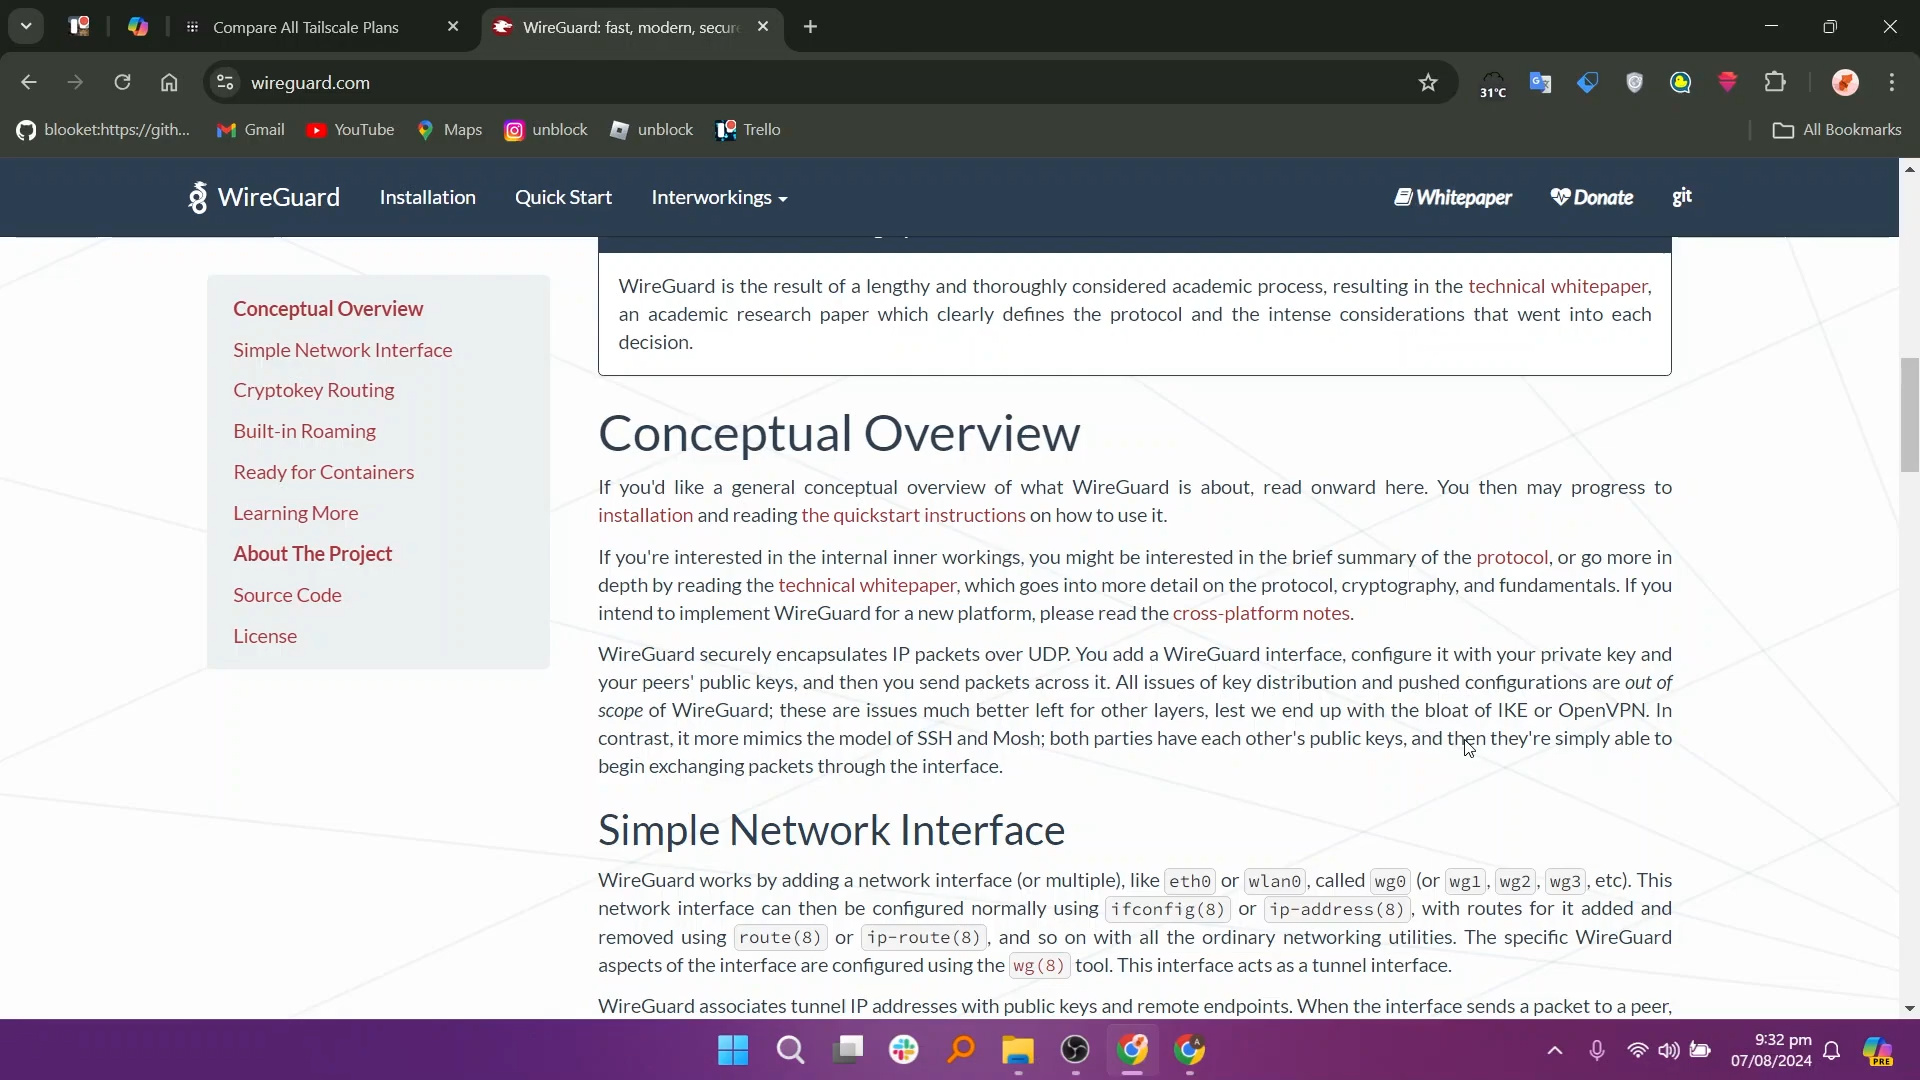 Compare All Tailscale Plans
WireGuard: fast, modern, secur
wireguard.com
31°C
blooket:https://gith...
Gmail
YouTube
Maps
unblock
unblock
Trello
All Bookmarks
WireGuard
Installation
Quick Start
Interworkings
Whitepaper
Donate
git
Conceptual Overview
Simple Network Interface
Cryptokey Routing
Built-in Roaming
Ready for Containers
Learning More
About The Project
Source Code
License
WireGuard is the result of a lengthy and thoroughly considered academic process, resulting in the technical whitepaper,
an academic research paper which clearly defines the protocol and the intense considerations that went into each
decision.
Conceptual Overview
If you'd like a general conceptual overview of what WireGuard is about, read onward here. You then may progress to
installation and reading the quickstart instructions on how to use it.
If you're interested in the internal inner workings, you might be interested in the brief summary of the protocol, or go more in
depth by reading the technical whitepaper, which goes into more detail on the protocol, cryptography, and fundamentals. If you
intend to implement WireGuard for a new platform, please read the cross-platform notes.
WireGuard securely encapsulates IP packets over UDP. You add a WireGuard interface, configure it with your private key and
your peers' public keys, and then you send packets across it. All issues of key distribution and pushed configurations are out of
scope of WireGuard; these are issues much better left for other layers, lest we end up with the bloat of IKE or OpenVPN. In
contrast, it more mimics the model of SSH and Mosh; both parties have each other's public keys, and then they're simply able to
begin exchanging packets through the interface.
Simple Network Interface
WireGuard works by adding a network interface (or multiple), like eth0 or wlan0, called wg0 (or wg1, wg2, wg3, etc). This
network interface can then be configured normally using ifconfig(8) or ip-address(8), with routes for it added and
removed using route(8) or ip-route(8), and so on with all the ordinary networking utilities. The specific WireGuard
aspects of the interface are configured using the wg(8) tool. This interface acts as a tunnel interface.
WireGuard associates tunnel IP addresses with public keys and remote endpoints. When the interface sends a packet to a peer,
9:32 pm
07/08/2024
PRE